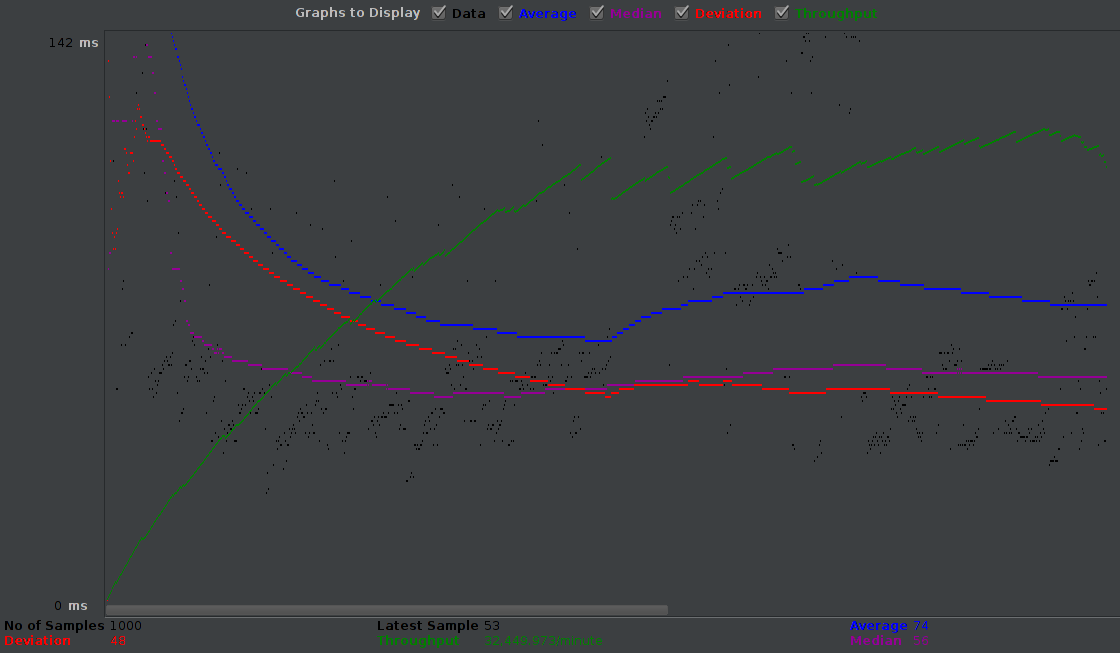 Graphs to Display Data Average Median Deviation Throughput
142 ms
0 ms
No of Samples 1000 Latest Sample 53 Average 74
Deviation 48 Throughput 32,449.973/minute Median 56